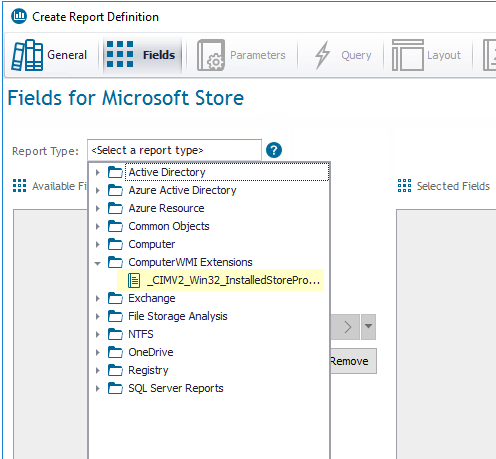 Create Report Definition
General
Fields
Parameters
Query
Layout
Fields for Microsoft Store
Report Type:
<Select a report type>
?
Available Fi
Selected Fields
Active Directory
Azure Active Directory
Azure Resource
Common Objects
Computer
ComputerWMI Extensions
_CIMV2_Win32_InstalledStorePro...
Exchange
File Storage Analysis
NTFS
OneDrive
Registry
SQL Server Reports
Remove